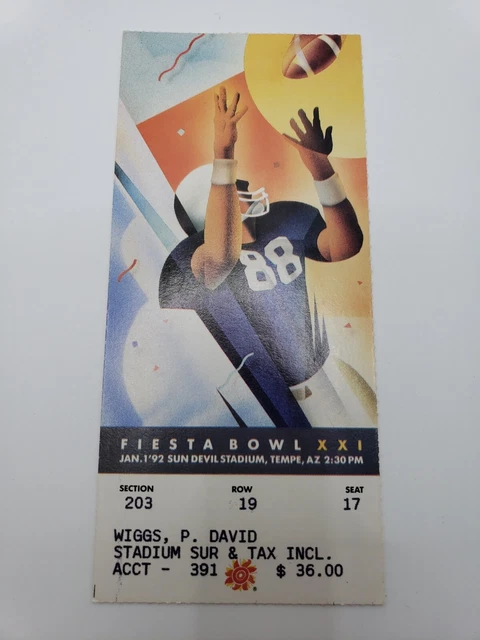 88
FIESTA BOWL XXI
JAN.1'92 SUN DEVIL STADIUM, TEMPE, AZ 2:30 PM
SECTION ROW SEAT
203 19 17
WIGGS, P. DAVID
STADIUM SUR & TAX INCL.
ACCT - 391 $ 36.00